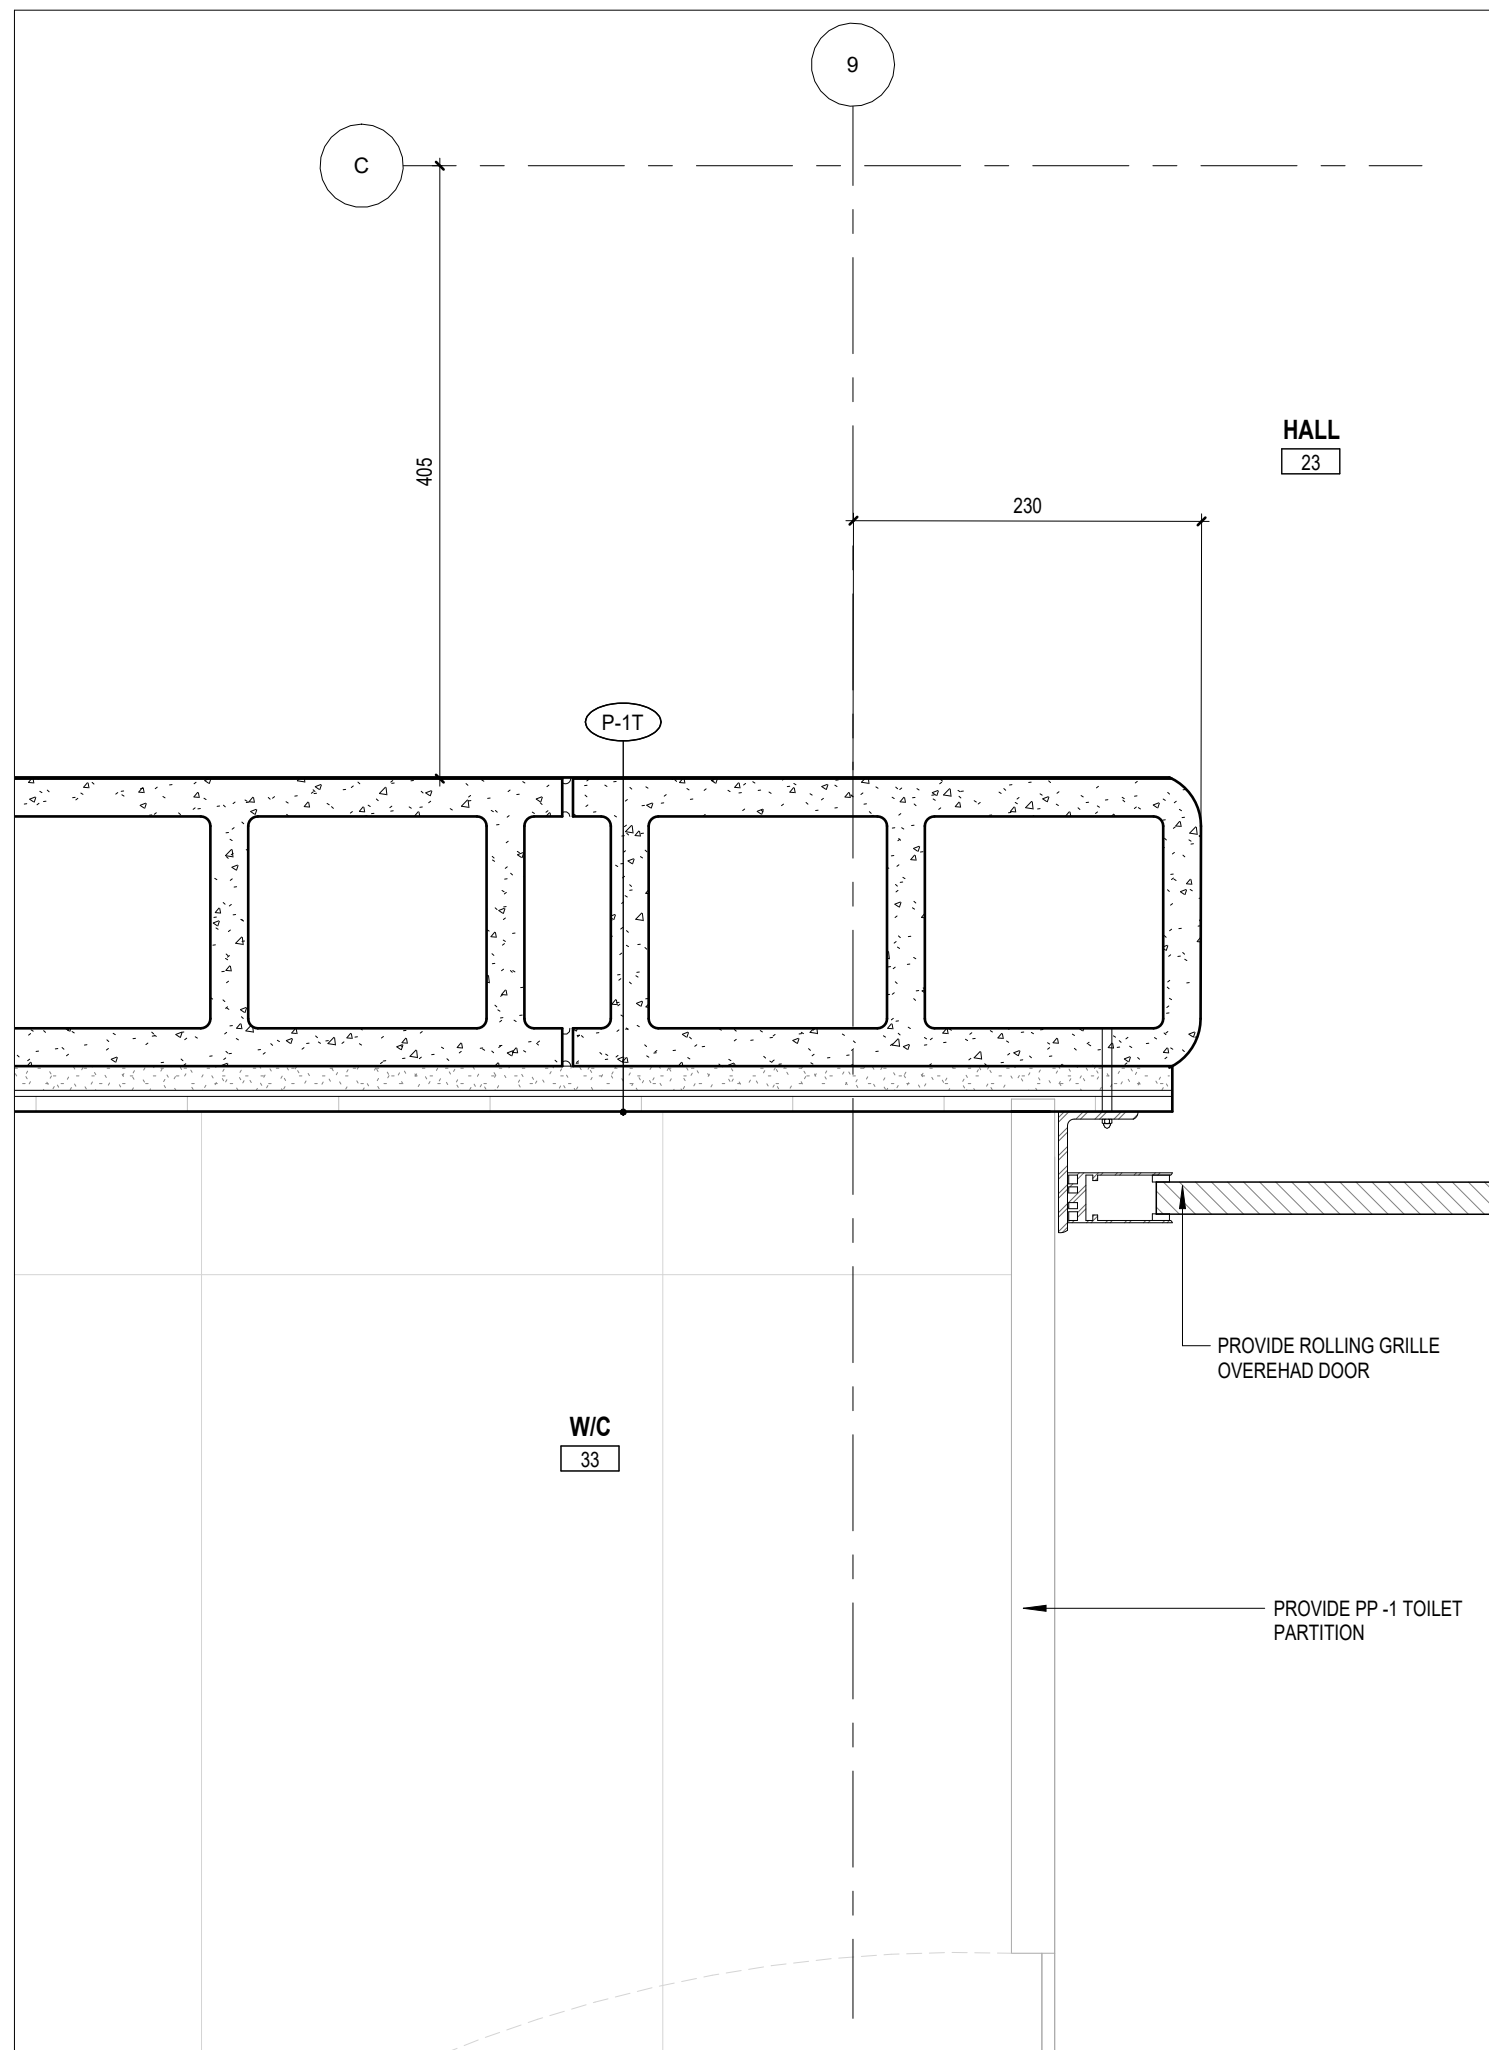 9
C
HALL
23
405
230
P-1T
PROVIDE ROLLING GRILLE
OVEREHAD DOOR
W/C
33
PROVIDE PP -1 TOILET
PARTITION